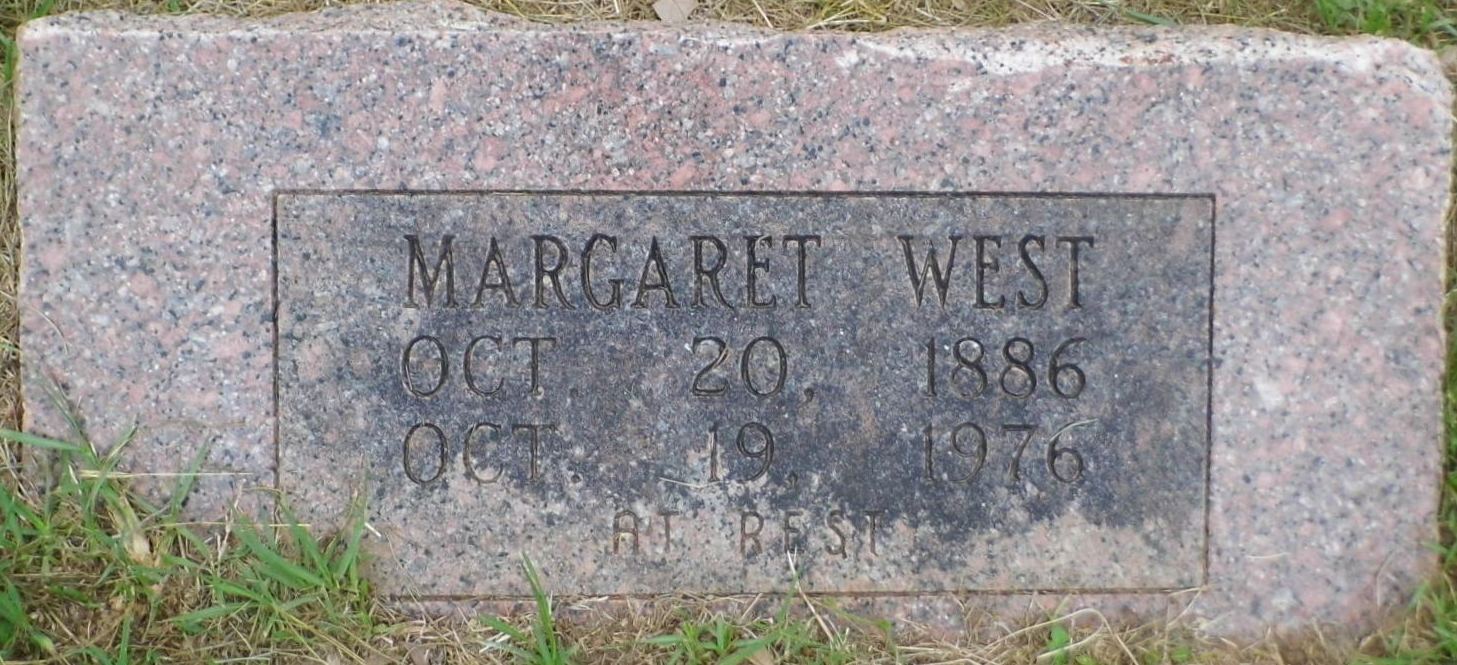 MARGARET WEST
OCT. 20, 1886
OCT. 19, 1976
AT REST